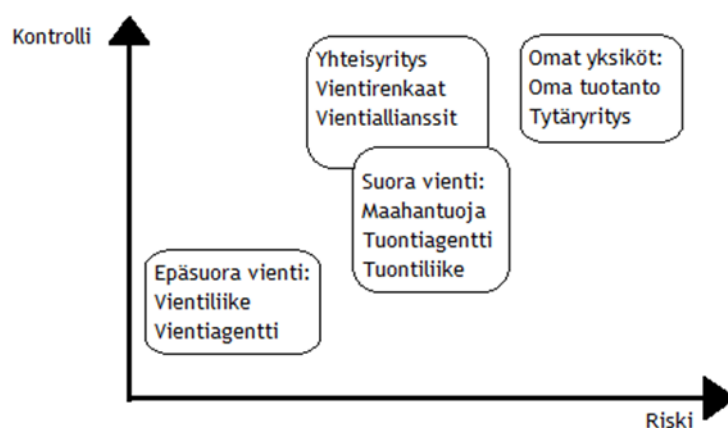 Kontrolli
Yhteisyritys
Vientirenkaat
Vientiallianssit
Omat yksiköt:
Oma tuotanto
Tytäryritys
Suora vienti:
Maahantuoja
Tuontiagentti
Tuontiliike
Epäsuora vienti:
Vientiliike
Vientiagentti
Riski